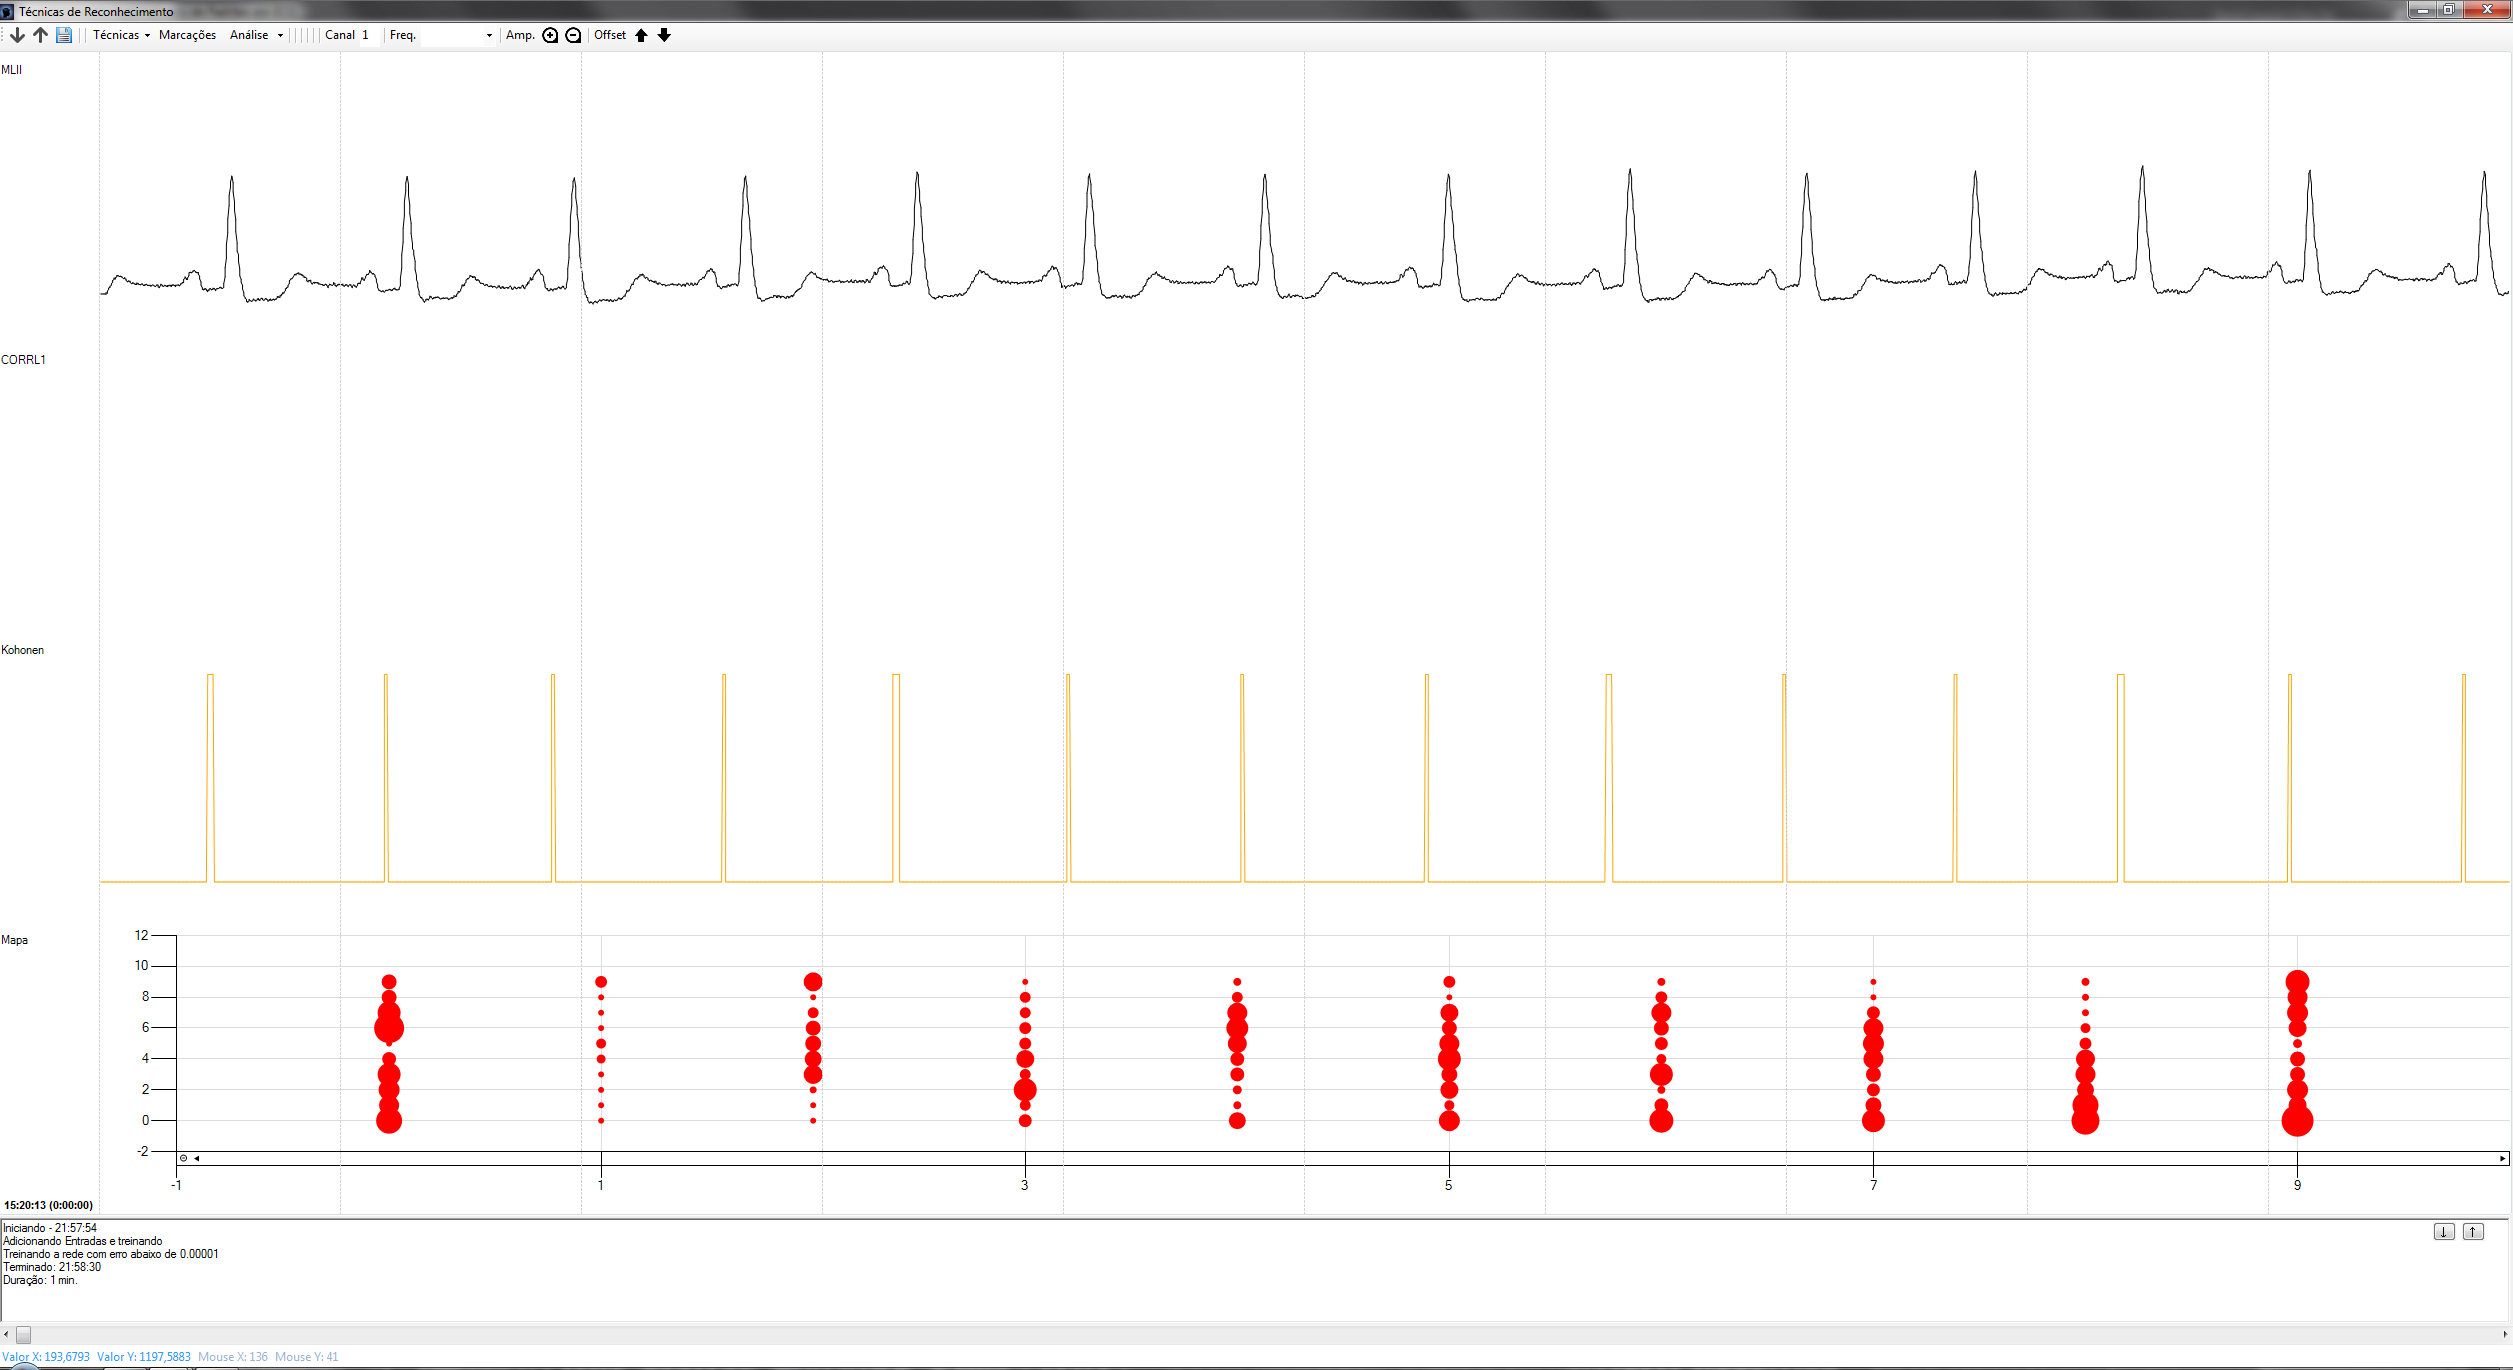 Técnicas de Reconhecimento
Técnicas Marcações Análise Canal 1 Freq. Amp. Offset
MLII
CORRL1
Kohonen
Mapa
12
10
8
6
4
2
0
-2
-1 1 3 5 7 9
15:20:13 (0:00:00)
Iniciando - 21:57:54
Adicionando Entradas e treinando
Treinando a rede com erro abaixo de 0.00001
Terminado: 21:58:30
Duração: 1 min.
Valor X: 193,6793 Valor Y: 1197,5883 Mouse X: 136 Mouse Y: 41